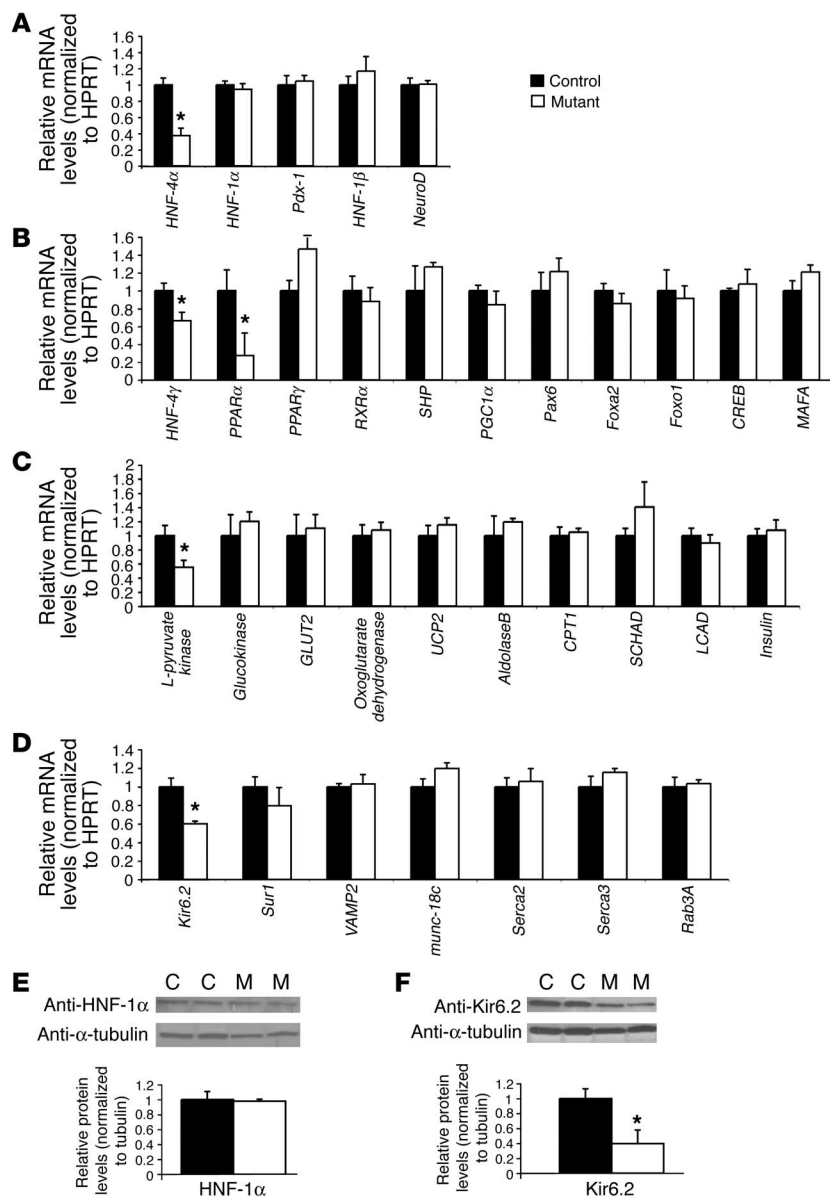 A
Relative mRNA
levels (normalized
to HPRT)
1.6
1.4
1.2
1
0.8
0.6
0.4
0.2
0
*
HNF-4α
HNF-1α
Pdx-1
HNF-1β
NeuroD
Control
Mutant
B
Relative mRNA
levels (normalized
to HPRT)
1.6
1.4
1.2
1
0.8
0.6
0.4
0.2
0
*
*
HNF-4γ
PPARα
PPARγ
RXRα
SHP
PGC1α
Pax6
Foxa2
Foxo1
CREB
MAFA
C
Relative mRNA
levels (normalized
to HPRT)
2
1.8
1.6
1.4
1.2
1
0.8
0.6
0.4
0.2
0
*
L-pyruvate
kinase
Glucokinase
GLUT2
Oxoglutarate
dehydrogenase
UCP2
AldolaseB
CPT1
SCHAD
LCAD
Insulin
D
Relative mRNA
levels (normalized
to HPRT)
1.4
1.2
1
0.8
0.6
0.4
0.2
0
*
Kir6.2
Sur1
VAMP2
munc-18c
Serca2
Serca3
Rab3A
E
C C M M
Anti-HNF-1α
Anti-α-tubulin
Relative protein
levels (normalized
to tubulin)
1.2
1
0.8
0.6
0.4
0.2
0
HNF-1α
F
C C M M
Anti-Kir6.2
Anti-α-tubulin
Relative protein
levels (normalized
to tubulin)
1.2
1
0.8
0.6
0.4
0.2
0
*
Kir6.2